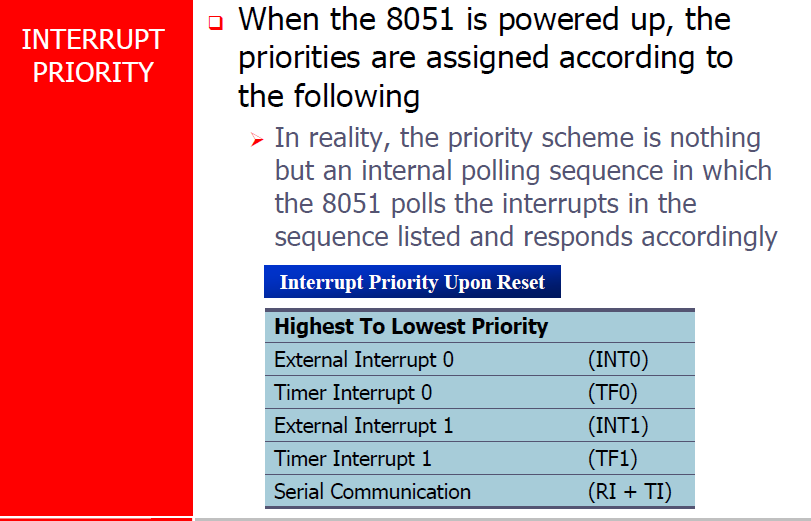 INTERRUPT
PRIORITY
When the 8051 is powered up, the
priorities are assigned according to
the following
In reality, the priority scheme is nothing
but an internal polling sequence in which
the 8051 polls the interrupts in the
sequence listed and responds accordingly
Interrupt Priority Upon Reset
Highest To Lowest Priority
External Interrupt 0 (INT0)
Timer Interrupt 0 (TF0)
External Interrupt 1 (INT1)
Timer Interrupt 1 (TF1)
Serial Communication (RI + TI)